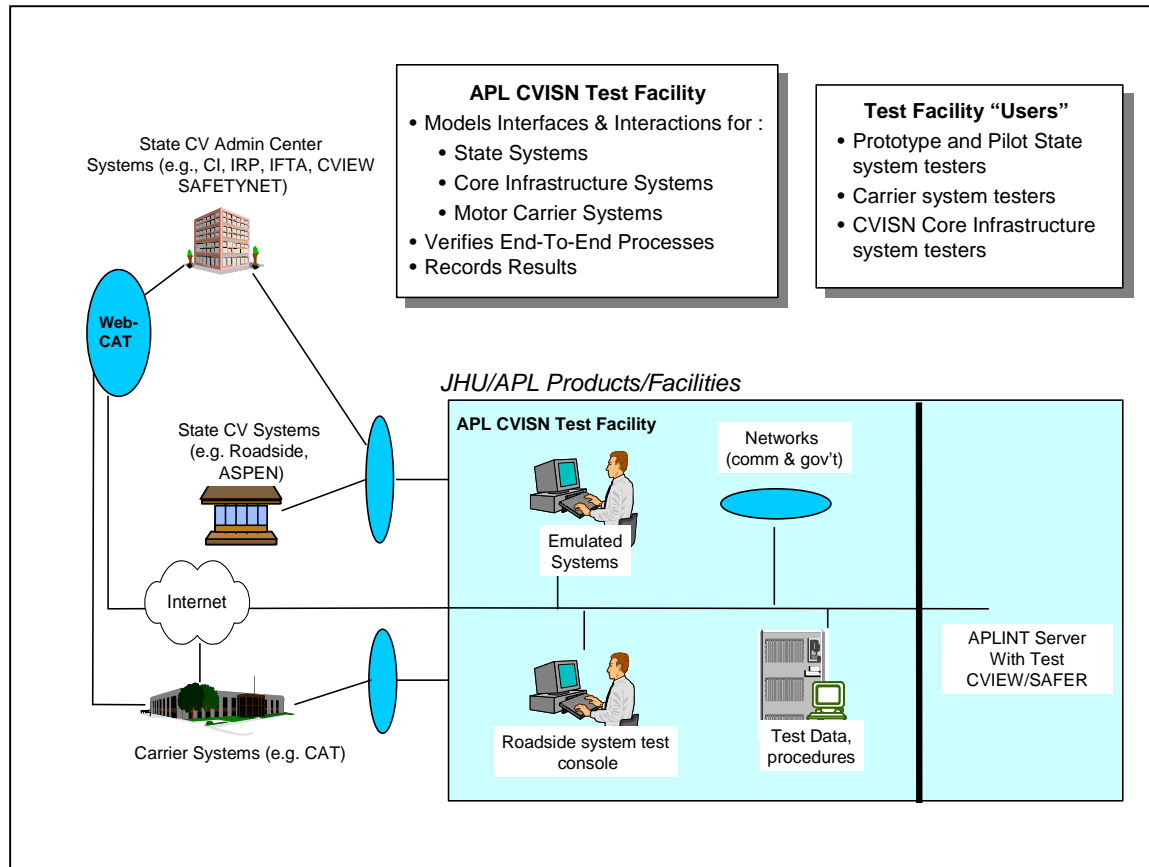 APL CVISN Test Facility
• Models Interfaces & Interactions for :
• State Systems
• Core Infrastructure Systems
• Motor Carrier Systems
• Verifies End-To-End Processes
• Records Results
Test Facility “Users”
• Prototype and Pilot State
system testers
• Carrier system testers
• CVISN Core Infrastructure
system testers
State CV Admin Center
Systems (e.g., CI, IRP, IFTA, CVIEW
SAFETYNET)
Web-
CAT
JHU/APL Products/Facilities
APL CVISN Test Facility
State CV Systems
(e.g. Roadside,
ASPEN)
Networks
(comm & gov't)
Emulated
Systems
Internet
APLINT Server
With Test
CVIEW/SAFER
Carrier Systems (e.g. CAT)
Roadside system test
console
Test Data,
procedures